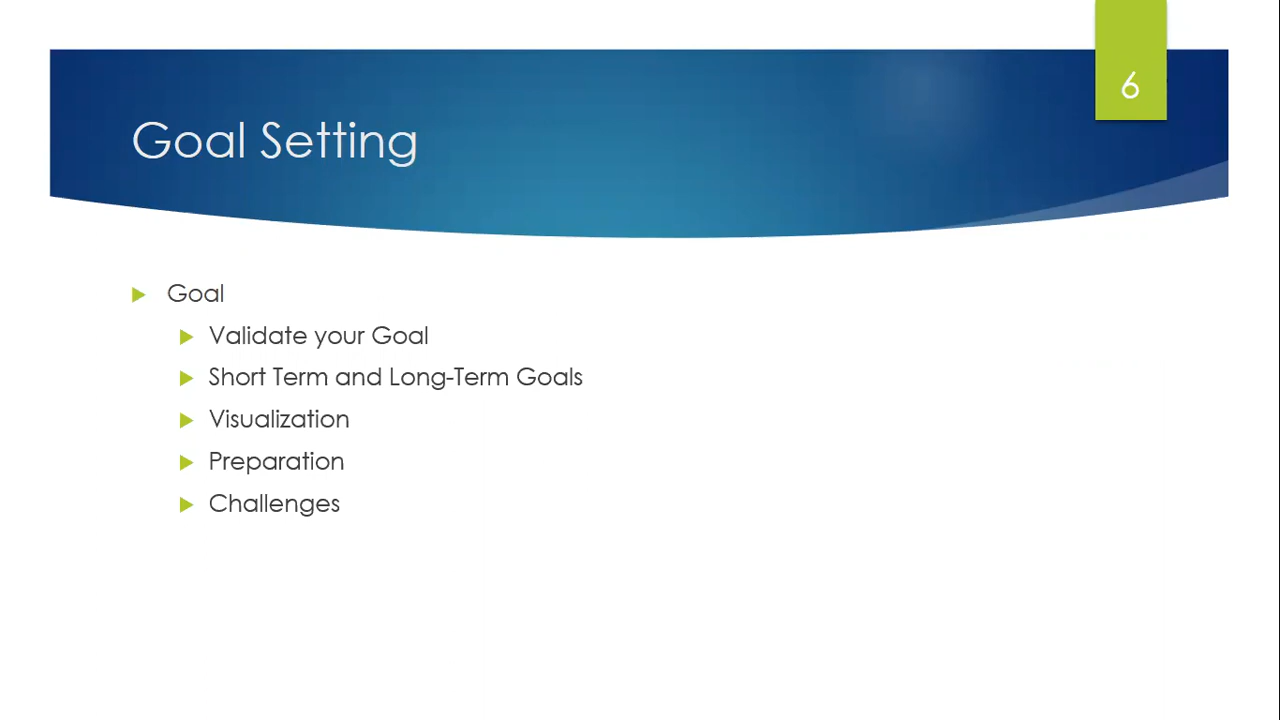 6
Goal Setting
Goal
Validate your Goal
Short Term and Long-Term Goals
Visualization
Preparation
Challenges